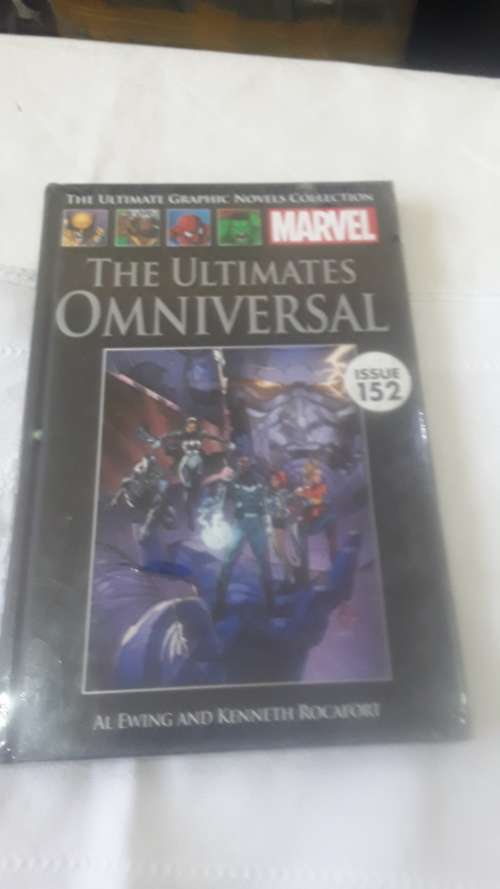 THE ULTIMATE GRAPHIC NOVELS COLLECTION
MARVEL
THE ULTIMATES
OMNIVERSAL
ISSUE
152
AL EWING AND KENNETH ROCAFORT